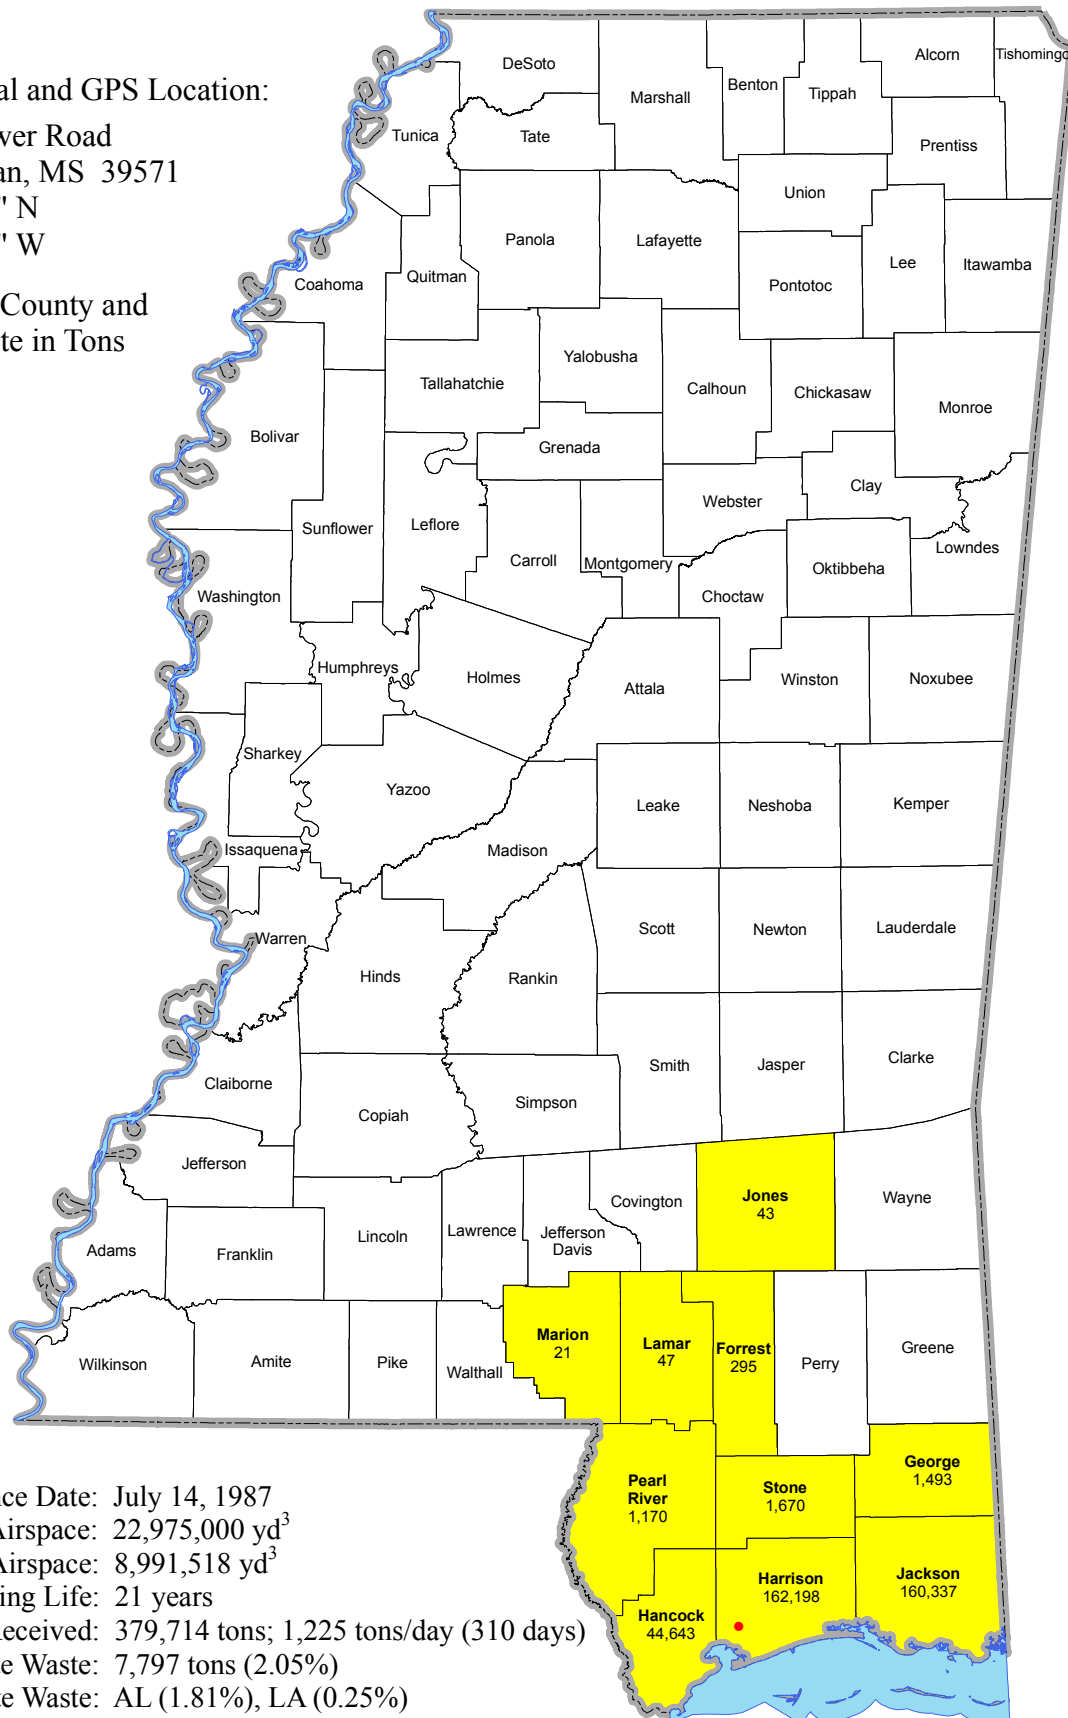 al and GPS Location:
ver Road
an, MS 39571
" N
" W
County and
te in Tons
DeSoto
Marshall
Benton
Tippah
Alcorn
Tishomingo
Tunica
Tate
Prentiss
Union
Panola
Lafayette
Pontotoc
Lee
Itawamba
Coahoma
Quitman
Yalobusha
Tallahatchie
Calhoun
Chickasaw
Monroe
Bolivar
Grenada
Clay
Webster
Sunflower
Leflore
Carroll
Montgomery
Oktibbeha
Lowndes
Washington
Choctaw
Humphreys
Holmes
Attala
Winston
Noxubee
Sharkey
Yazoo
Leake
Neshoba
Kemper
Issaquena
Madison
Warren
Scott
Newton
Lauderdale
Hinds
Rankin
Smith
Jasper
Clarke
Claiborne
Copiah
Simpson
Jefferson
Covington
Jones
43
Wayne
Adams
Franklin
Lincoln
Lawrence
Jefferson
Davis
Wilkinson
Amite
Pike
Walthall
Marion
21
Lamar
47
Forrest
295
Perry
Greene
Pearl
River
1,170
Stone
1,670
George
1,493
Hancock
44,643
Harrison
162,198
Jackson
160,337
nce Date: July 14, 1987
Airspace: 22,975,000 yd³
Airspace: 8,991,518 yd³
ing Life: 21 years
Received: 379,714 tons; 1,225 tons/day (310 days)
te Waste: 7,797 tons (2.05%)
te Waste: AL (1.81%), LA (0.25%)